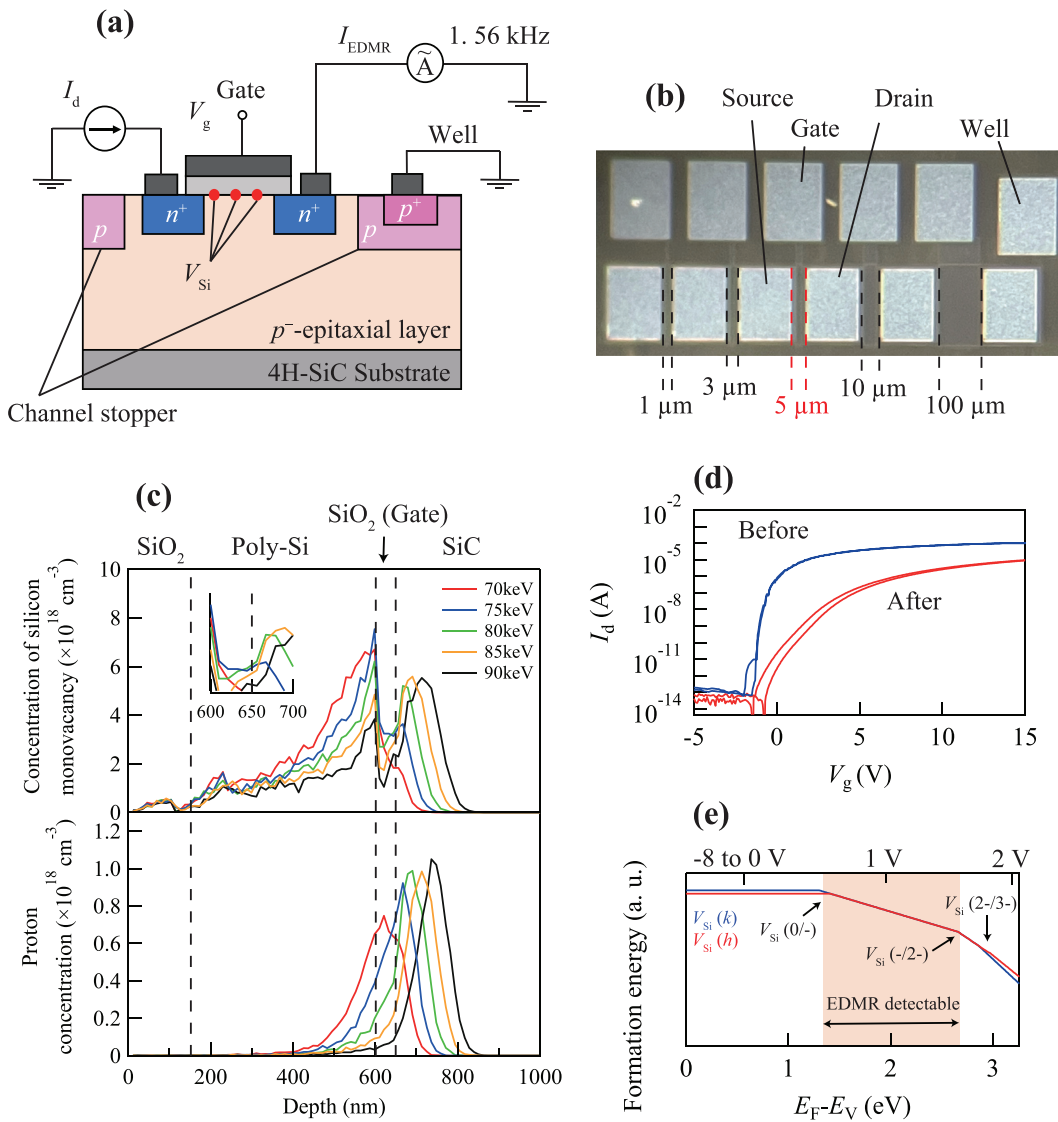 (a)
I_EDMR
1. 56 kHz
I_d
V_g
Gate
Ã
Well
p
n⁺
n⁺
p
p⁺
V_Si
p⁻-epitaxial layer
4H-SiC Substrate
Channel stopper
(b)
Source
Drain
Gate
Well
1 µm
3 µm
5 µm
10 µm
100 µm
(c)
SiO₂ (Gate)
SiO₂
Poly-Si
SiC
Concentration of silicon
monovacancy (×10¹⁸ cm⁻³)
10
8
6
4
2
0
70keV
75keV
80keV
85keV
90keV
600
650
700
Proton
concentration (×10¹⁸ cm⁻³)
1.0
0.8
0.6
0.4
0.2
0
0
200
400
600
800
1000
Depth (nm)
(d)
I_d (A)
10⁻²
10⁻⁵
10⁻⁸
10⁻¹¹
10⁻¹⁴
Before
After
-5
0
5
10
15
V_g (V)
(e)
-8 to 0 V
1 V
2 V
Formation energy (a. u.)
V_Si (k)
V_Si (h)
V_Si (0/-)
V_Si (-/2-)
V_Si (2-/3-)
EDMR detectable
0
1
2
3
E_F-E_V (eV)